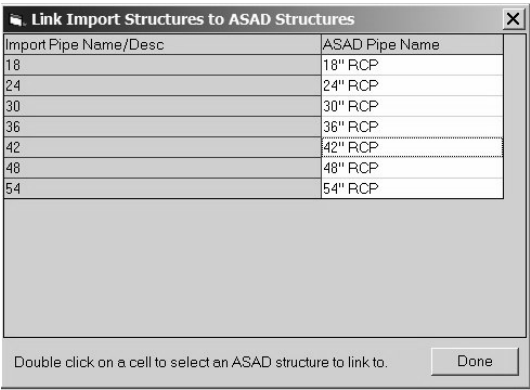 Link Import Structures to ASAD Structures
Import Pipe Name/Desc ASAD Pipe Name
18 18" RCP
24 24" RCP
30 30" RCP
36 36" RCP
42 42" RCP
48 48" RCP
54 54" RCP
Double click on a cell to select an ASAD structure to link to. Done